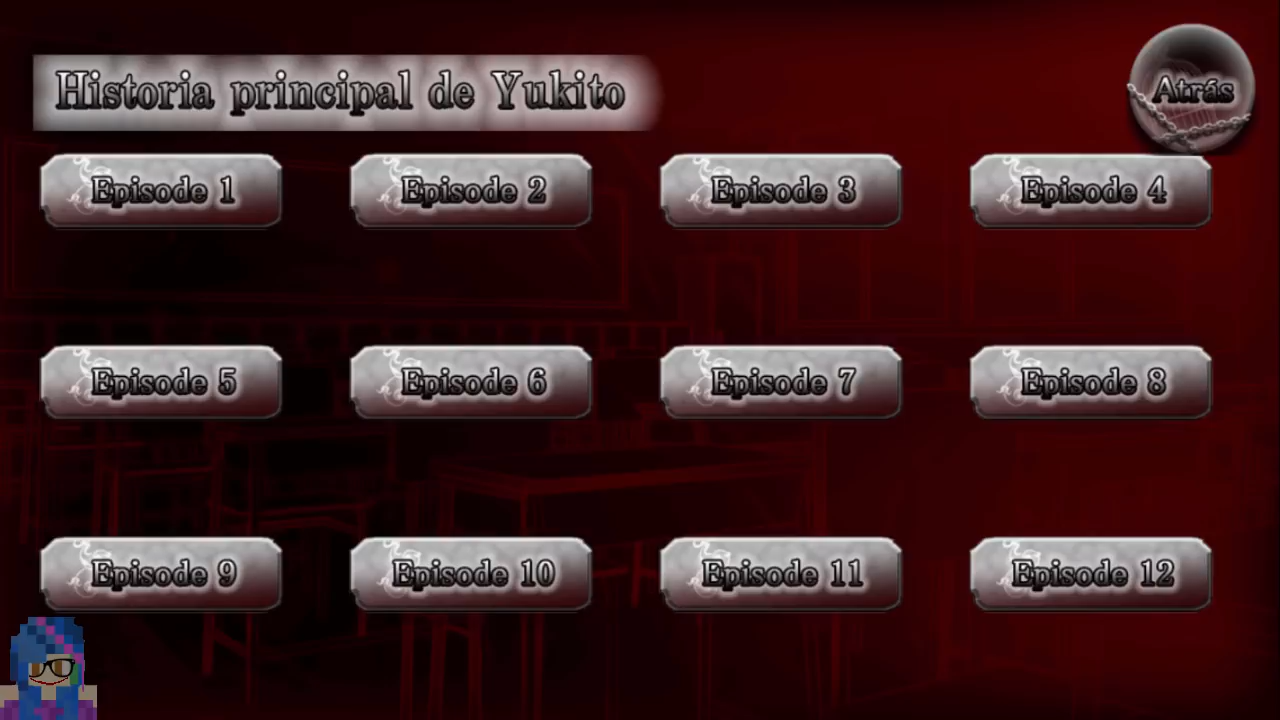 Historia principal de Yukito
Atrás
Episode 1
Episode 2
Episode 3
Episode 4
Episode 5
Episode 6
Episode 7
Episode 8
Episode 9
Episode 10
Episode 11
Episode 12